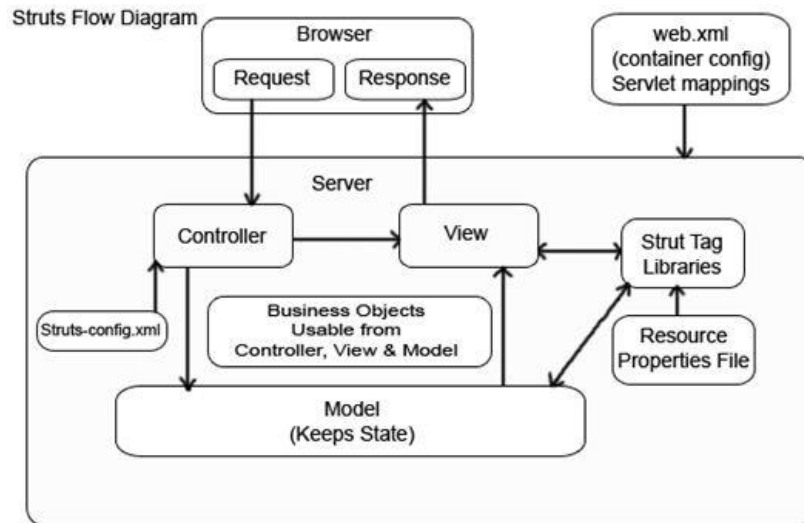 Struts Flow Diagram
Browser
Request
Response
web.xml
(container config)
Servlet mappings
Server
Controller
View
Strut Tag
Libraries
Struts-config.xml
Business Objects
Usable from
Controller, View & Model
Resource
Properties File
Model
(Keeps State)